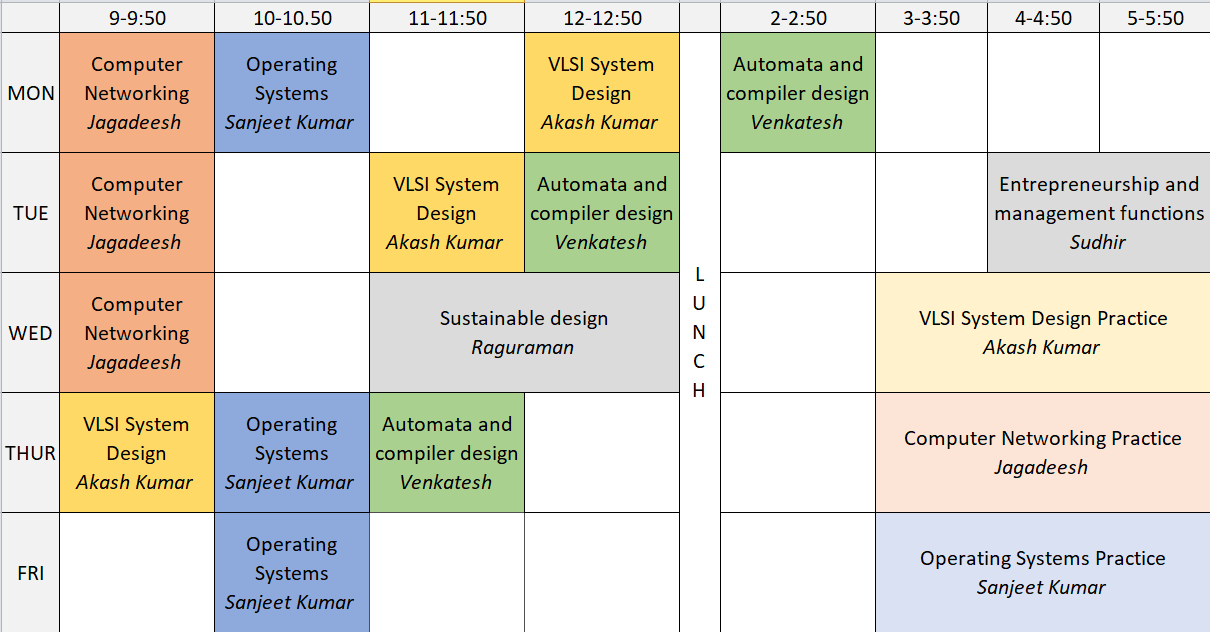 9-9:50 10-10.50 11-11:50 12-12:50 2-2:50 3-3:50 4-4:50 5-5:50
MON
Computer
Networking
Jagadeesh
Operating
Systems
Sanjeet Kumar
VLSI System
Design
Akash Kumar
Automata and
compiler design
Venkatesh
TUE
Computer
Networking
Jagadeesh
VLSI System
Design
Akash Kumar
Automata and
compiler design
Venkatesh
Entrepreneurship and
management functions
Sudhir
L
U
N
C
H
WED
Computer
Networking
Jagadeesh
Sustainable design
Raguraman
VLSI System Design Practice
Akash Kumar
THUR
VLSI System
Design
Akash Kumar
Operating
Systems
Sanjeet Kumar
Automata and
compiler design
Venkatesh
Computer Networking Practice
Jagadeesh
FRI
Operating
Systems
Sanjeet Kumar
Operating Systems Practice
Sanjeet Kumar